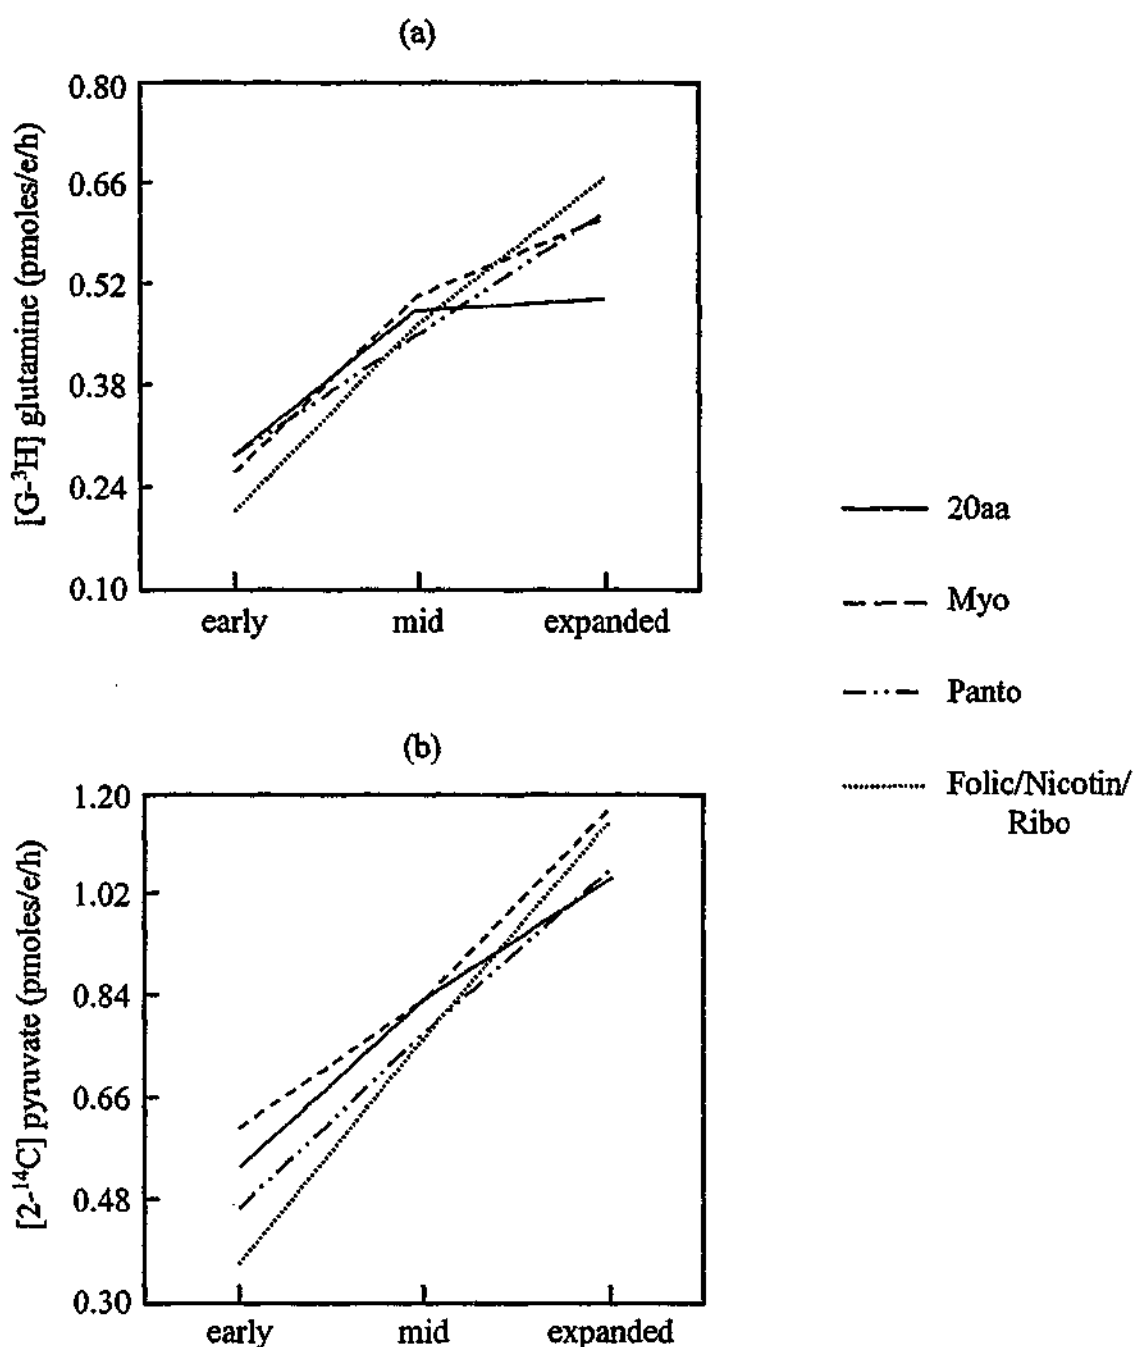 (a)
[G-³H] glutamine (pmoles/e/h)
0.80
0.66
0.52
0.38
0.24
0.10
early mid expanded
20aa
Myo
Panto
Folic/Nicotin/
Ribo
(b)
[2-¹⁴C] pyruvate (pmoles/e/h)
1.20
1.02
0.84
0.66
0.48
0.30
early mid expanded